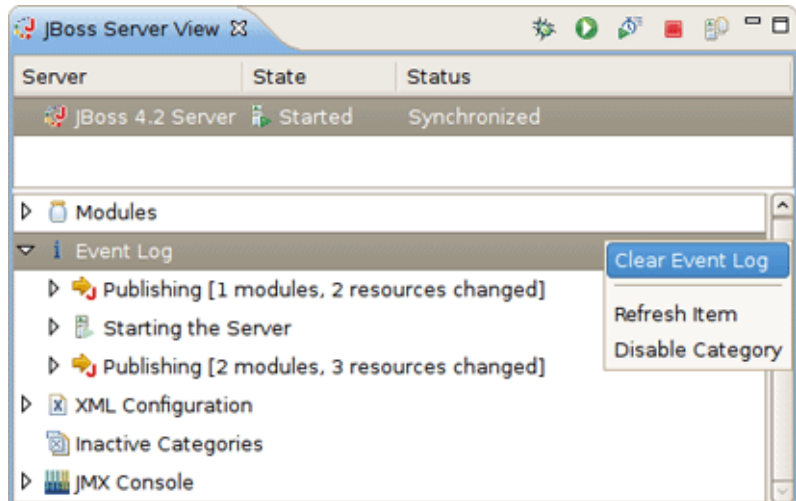 JBoss Server View
Server State Status
JBoss 4.2 Server Started Synchronized
Modules
Event Log
Clear Event Log
Publishing [1 modules, 2 resources changed]
Refresh Item
Starting the Server
Disable Category
Publishing [2 modules, 3 resources changed]
XML Configuration
Inactive Categories
JMX Console